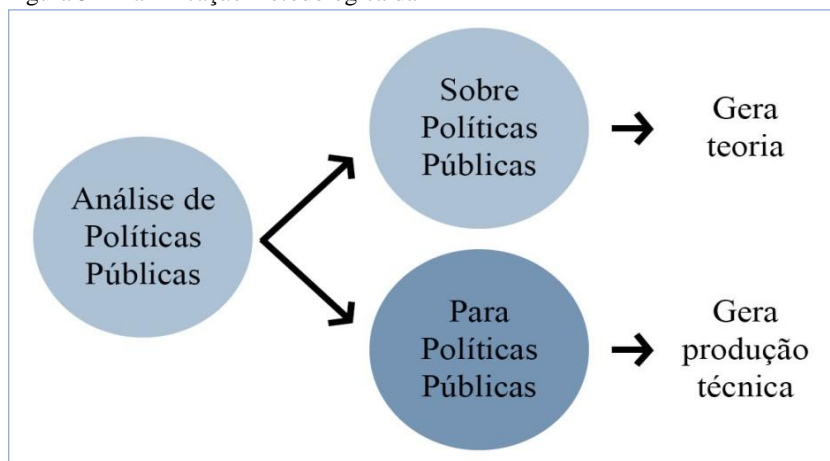 Análise de
Políticas
Públicas
Sobre
Políticas
Públicas
Gera
teoria
Para
Políticas
Públicas
Gera
produção
técnica